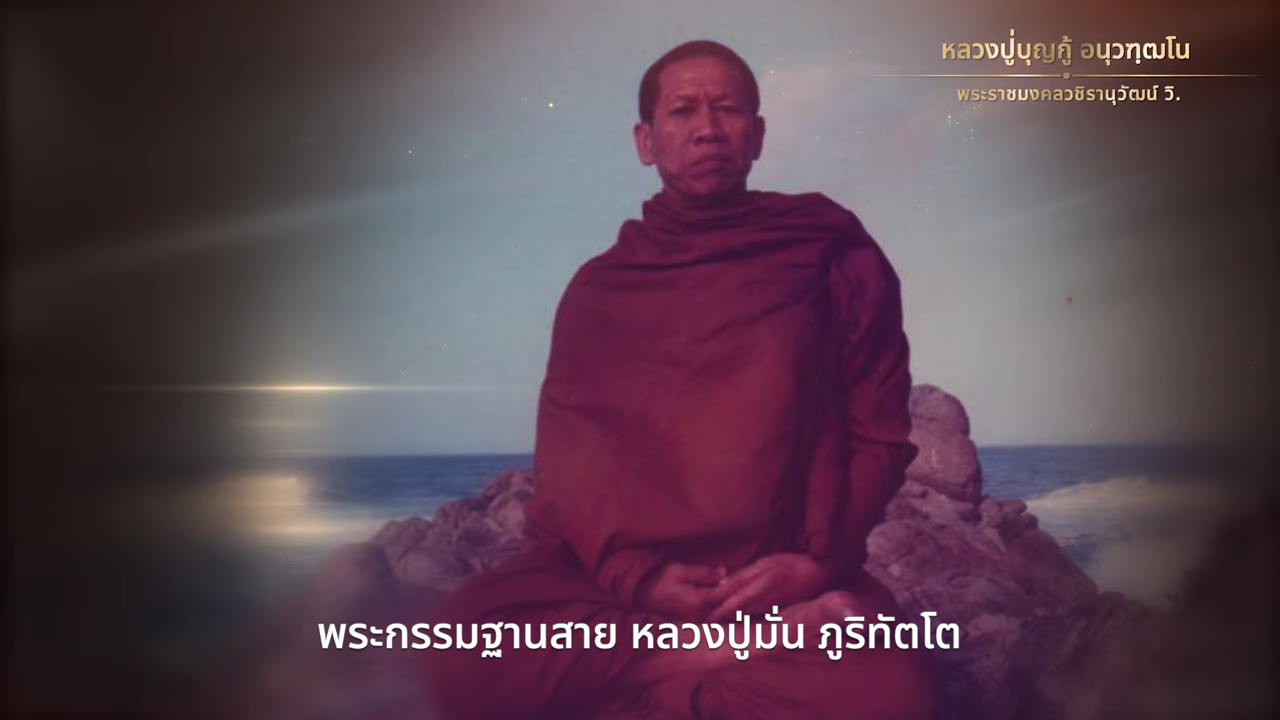 หลวงปู่บุญกู้ อนุวฑฺฒโน
พระราชมงคลวชิรานุวัฒน์ วิ.
พระกรรมฐานสาย หลวงปู่มั่น ภูริทัตโต